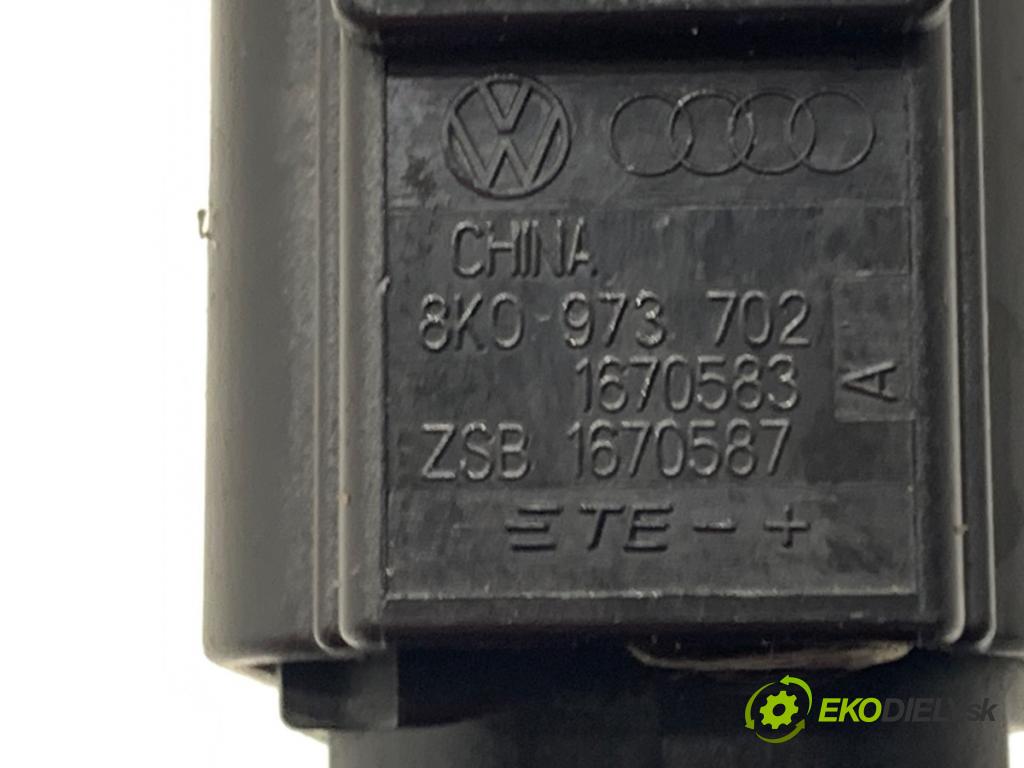 CHINA
8K0 973 702
1670583
A
ZSB 1670587
TE - +
EKODIELY.sk